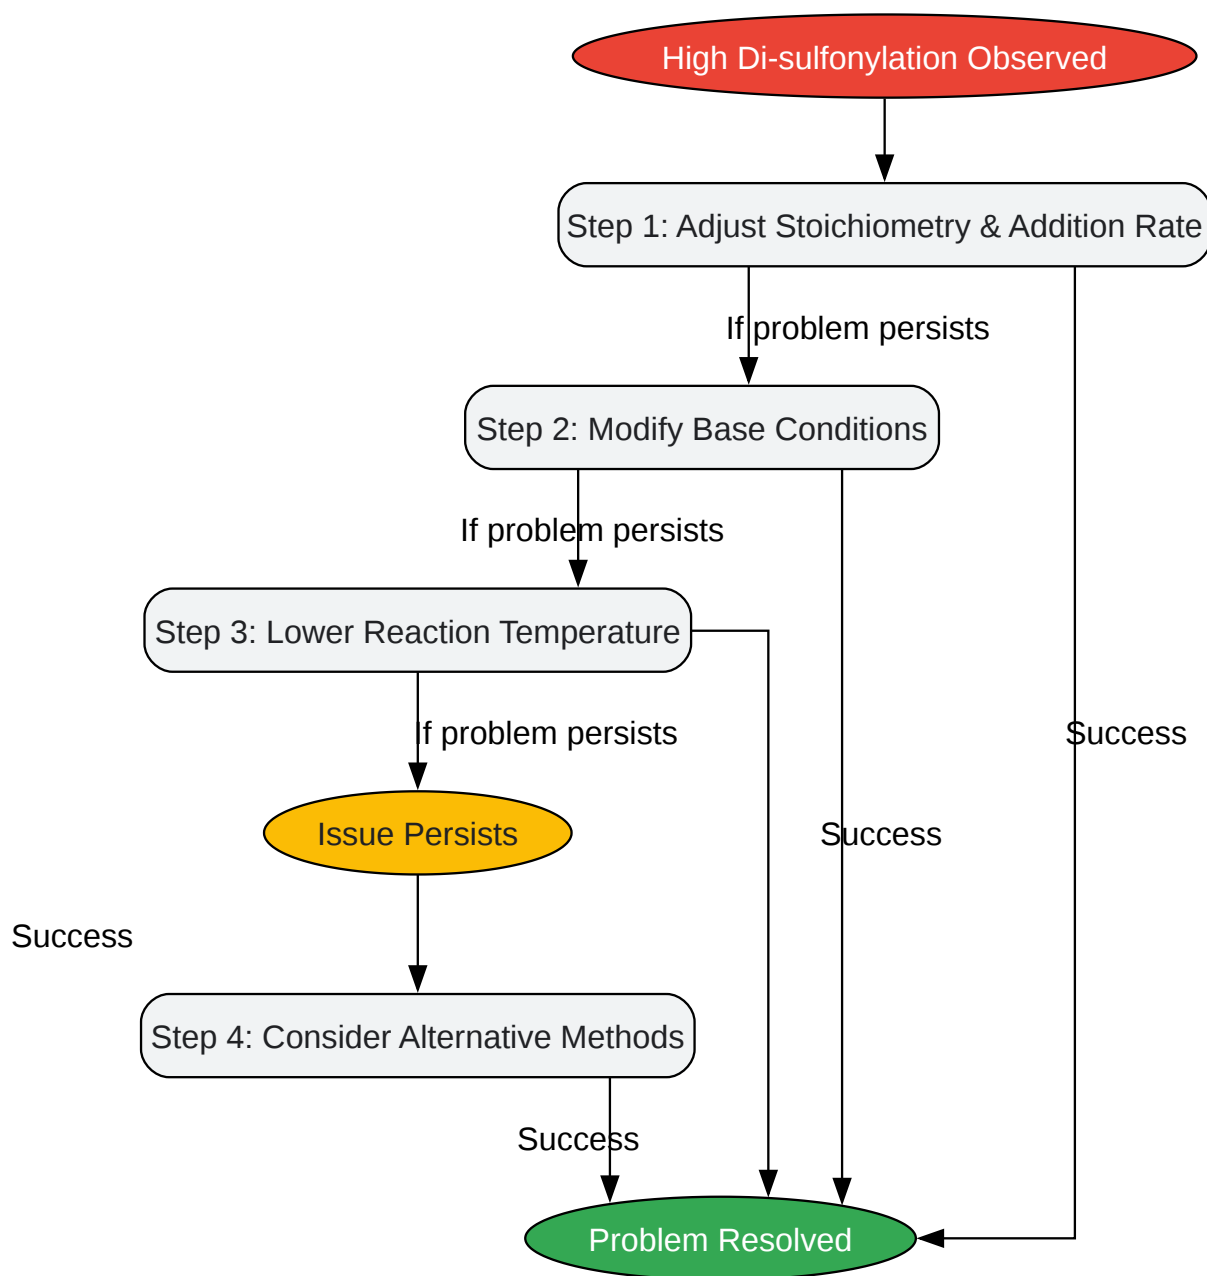 High Di-sulfonylation Observed
Step 1: Adjust Stoichiometry & Addition Rate
If problem persists
Step 2: Modify Base Conditions
If problem persists
Step 3: Lower Reaction Temperature
If problem persists
Success
Issue Persists
Success
Success
Step 4: Consider Alternative Methods
Success
Problem Resolved